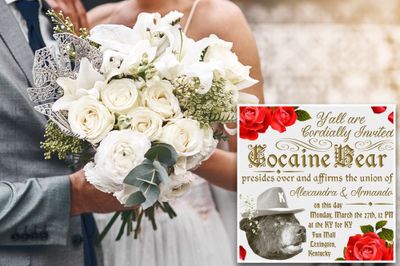 Y'all are
Cordially Invited
Cocaine Bear
presides over and affirms the union of
Alexandra & Armando
on this day
Monday, March the 27th, 12 PM
at the KY for KY
Fun Mall
Lexington,
Kentucky
K